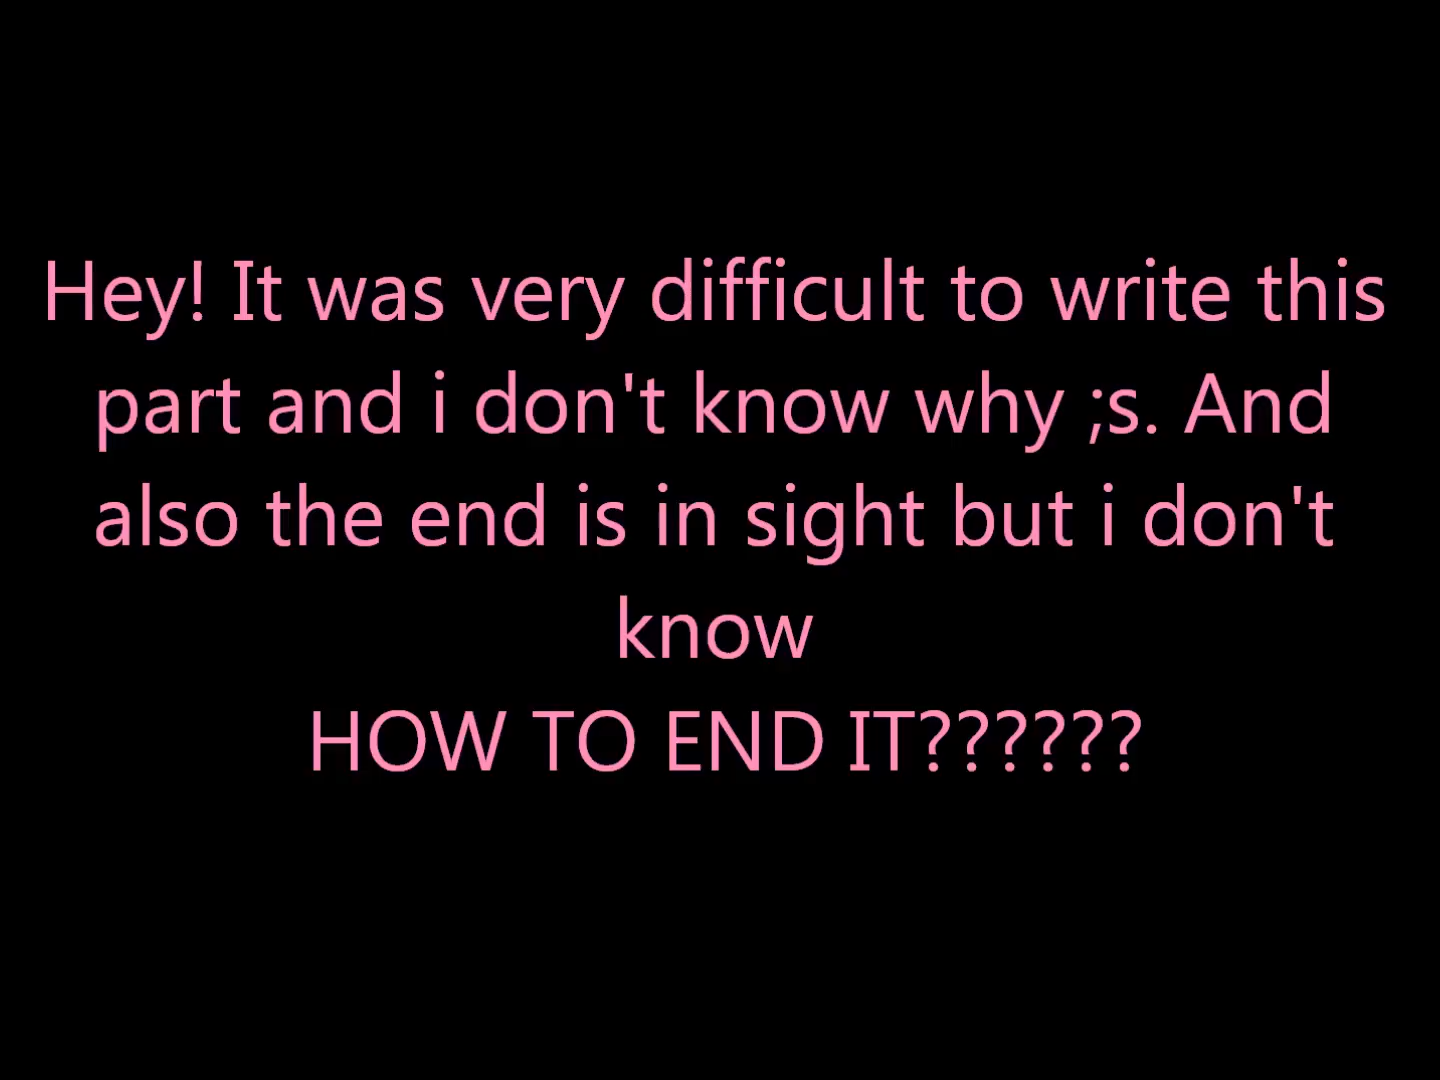 Hey! It was very difficult to write this
part and i don't know why ;s. And
also the end is in sight but i don't
know
HOW TO END IT??????